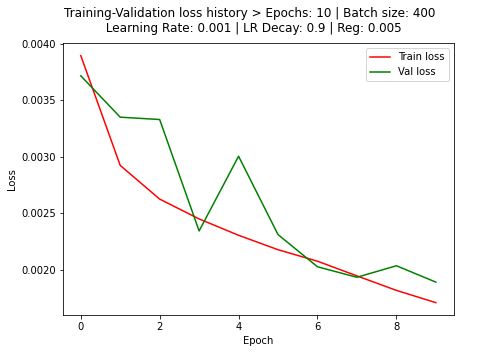 Training-Validation loss history > Epochs: 10 | Batch size: 400
Learning Rate: 0.001 | LR Decay: 0.9 | Reg: 0.005
Train loss
Val loss
0.0040
0.0035
0.0030
0.0025
0.0020
Loss
0 2 4 6 8
Epoch